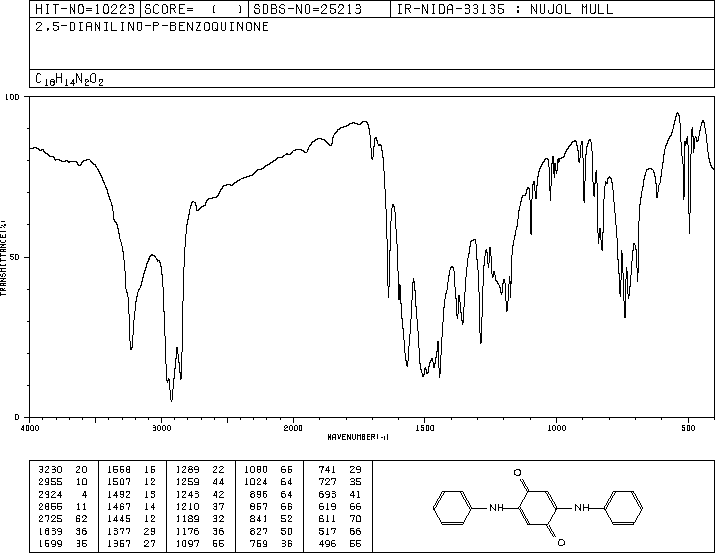 HIT-NO=10223 SCORE= ( ) SDBS-NO=25213 IR-NIDA-33135 : NUJOL MULL
2,5-DIANILINO-P-BENZOQUINONE
C18H14N2O2
100
50
0
TRANSMITTANCE(%)
4000 3000 2000 1500 1000 500
WAVENUMBER(-1)
3230 20 1568 16 1289 22 1080 66 741 29
2955 10 1507 12 1259 44 1024 64 727 35
2924 4 1492 13 1243 42 896 64 693 41
2866 11 1467 14 1210 37 867 66 619 66
2725 62 1445 12 1189 32 841 52 611 70
1639 36 1377 29 1176 36 827 50 517 66
1599 35 1357 27 1097 55 759 36 496 55
O
NH
NH
O